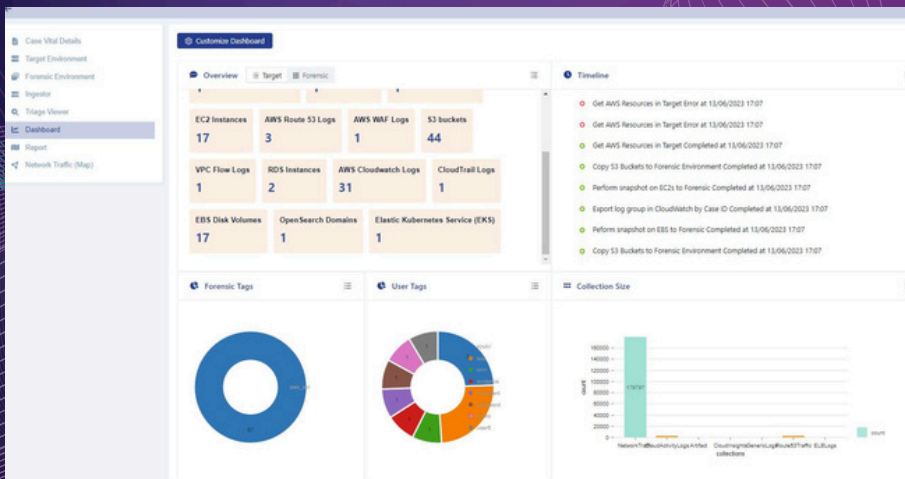 Case Vital Details
Target Environment
Forensic Environment
Ingestor
Triage Viewer
Dashboard
Report
Network Traffic (Map)
Customize Dashboard
Overview
Target
Forensic
EC2 Instances
17
AWS Route 53 Logs
3
AWS WAF Logs
1
S3 buckets
44
VPC Flow Logs
1
RDS Instances
2
AWS Cloudwatch Logs
31
CloudTrail Logs
1
EBS Disk Volumes
17
OpenSearch Domains
1
Elastic Kubernetes Service (EKS)
1
Timeline
Get AWS Resources in Target Error at 13/06/2023 17:07
Get AWS Resources in Target Error at 13/06/2023 17:07
Get AWS Resources in Target Completed at 13/06/2023 17:07
Copy S3 Buckets to Forensic Environment Completed at 13/06/2023 17:07
Perform snapshot on EC2s to Forensic Completed at 13/06/2023 17:07
Export log group in CloudWatch by Case ID Completed at 13/06/2023 17:07
Peform snapshot on EBS to Forensic Completed at 13/06/2023 17:07
Copy S3 Buckets to Forensic Environment Completed at 13/06/2023 17:07
Forensic Tags
User Tags
Collection Size
160000
140000
120000
100000
80000
60000
40000
20000
0
count
collections
count